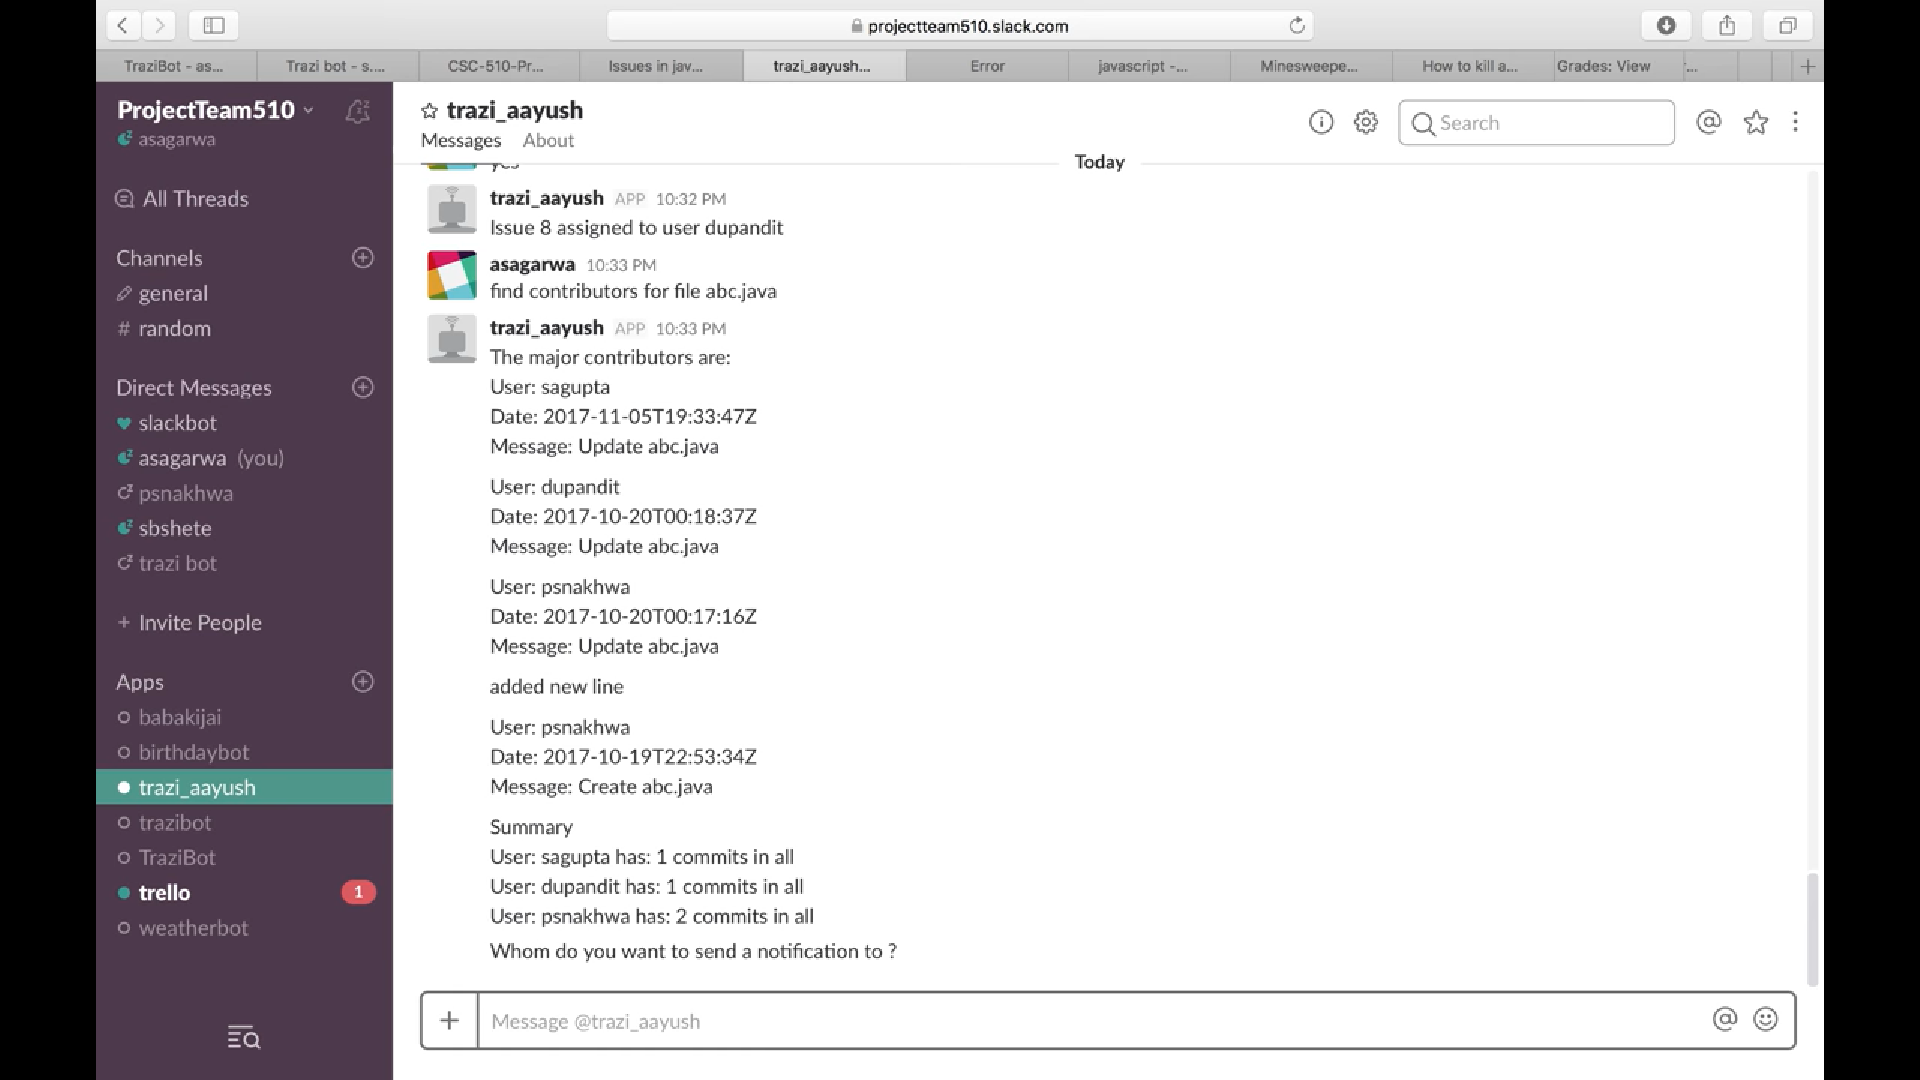 projectteam510.slack.com
TraziBot - as...
Trazi bot - s....
CSC-510-Pr...
Issues in jav...
trazi_aayush...
Error
javascript -...
Minesweepe...
How to kill a...
Grades: View
ProjectTeam510
asagarwa
All Threads
Channels
general
# random
Direct Messages
slackbot
asagarwa (you)
psnakhwa
sbshete
trazi bot
+ Invite People
Apps
babakijai
birthdaybot
trazi_aayush
trazibot
TraziBot
trello 1
weatherbot
trazi_aayush
Messages About
Search
Today
yes
trazi_aayush APP 10:32 PM
Issue 8 assigned to user dupandit
asagarwa 10:33 PM
find contributors for file abc.java
trazi_aayush APP 10:33 PM
The major contributors are:
User: sagupta
Date: 2017-11-05T19:33:47Z
Message: Update abc.java
User: dupandit
Date: 2017-10-20T00:18:37Z
Message: Update abc.java
User: psnakhwa
Date: 2017-10-20T00:17:16Z
Message: Update abc.java
added new line
User: psnakhwa
Date: 2017-10-19T22:53:34Z
Message: Create abc.java
Summary
User: sagupta has: 1 commits in all
User: dupandit has: 1 commits in all
User: psnakhwa has: 2 commits in all
Whom do you want to send a notification to ?
Message @trazi_aayush